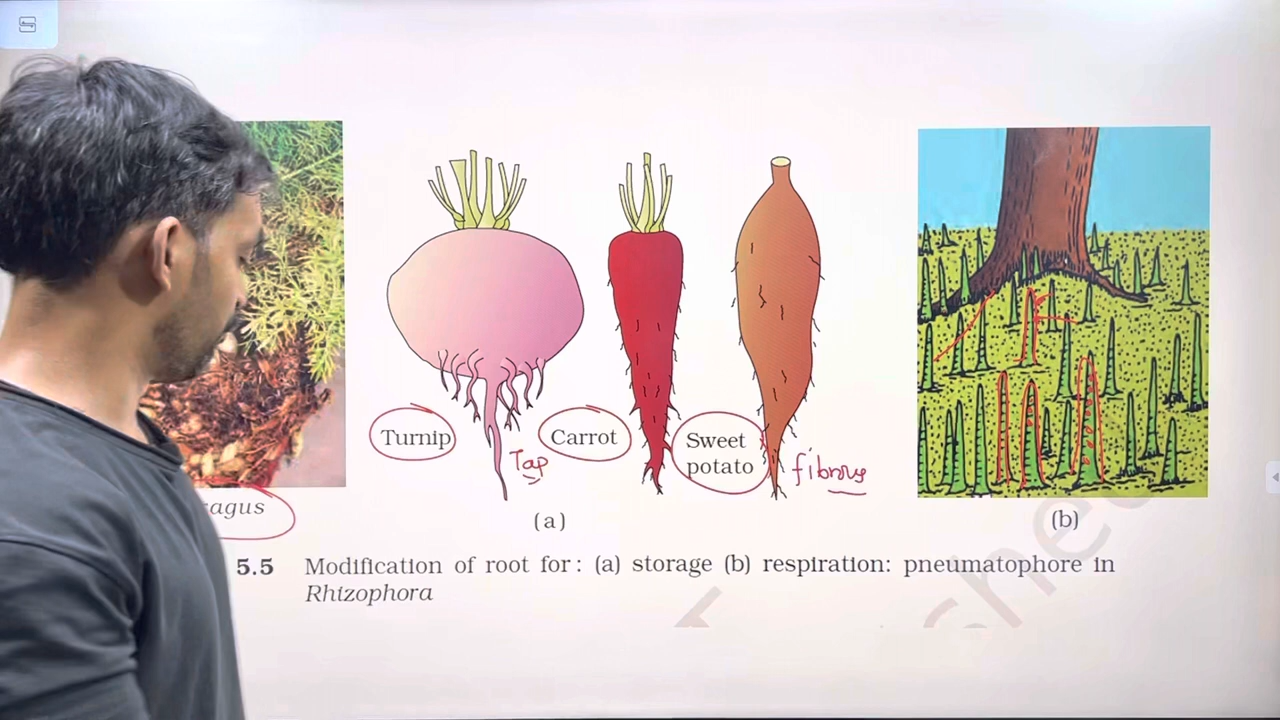 Turnip
Tap
Carrot
Sweet
potato
fibrous
agus
(a)
(b)
5.5 Modification of root for: (a) storage (b) respiration: pneumatophore in
Rhizophora